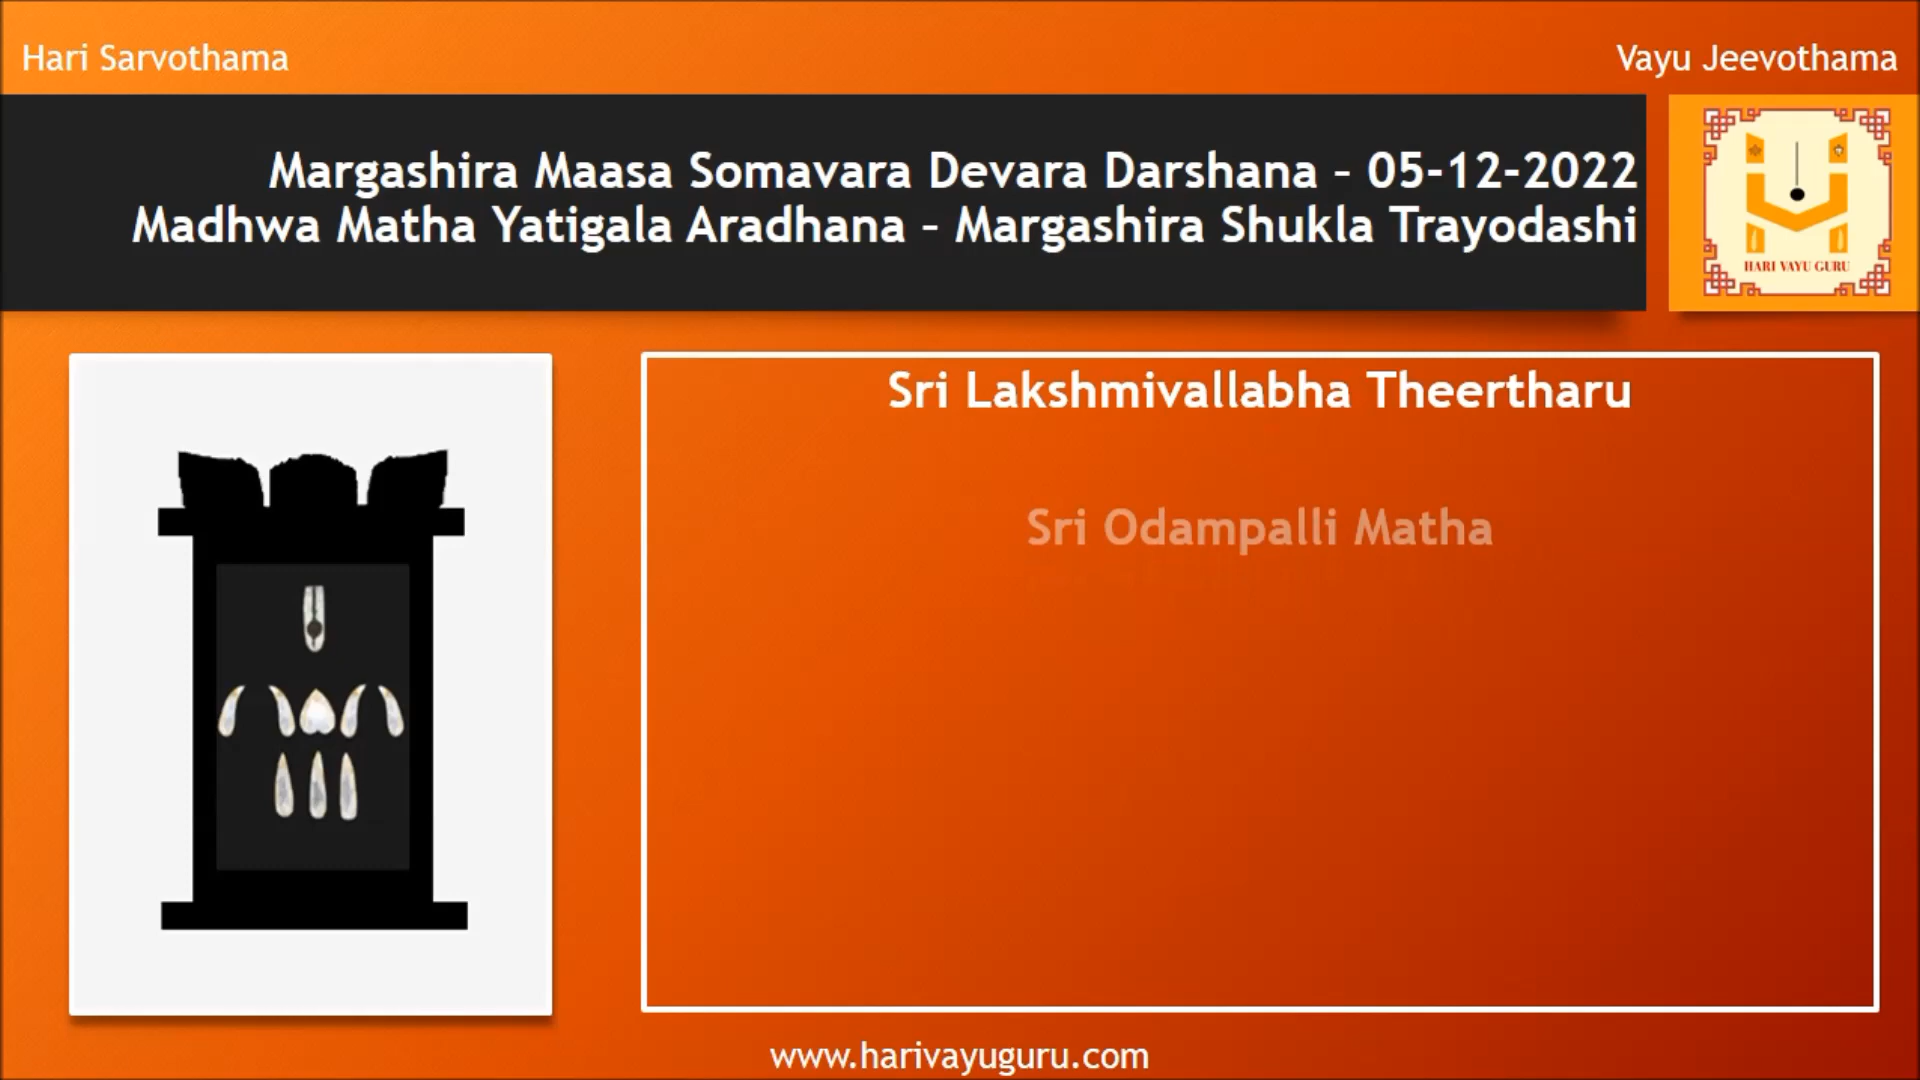 Hari Sarvothama
Vayu Jeevothama
Margashira Maasa Somavara Devara Darshana – 05-12-2022
Madhwa Matha Yatigala Aradhana – Margashira Shukla Trayodashi
HARI VAYU GURU
Sri Lakshmivallabha Theertharu
Sri Odampalli Matha
www.harivayuguru.com